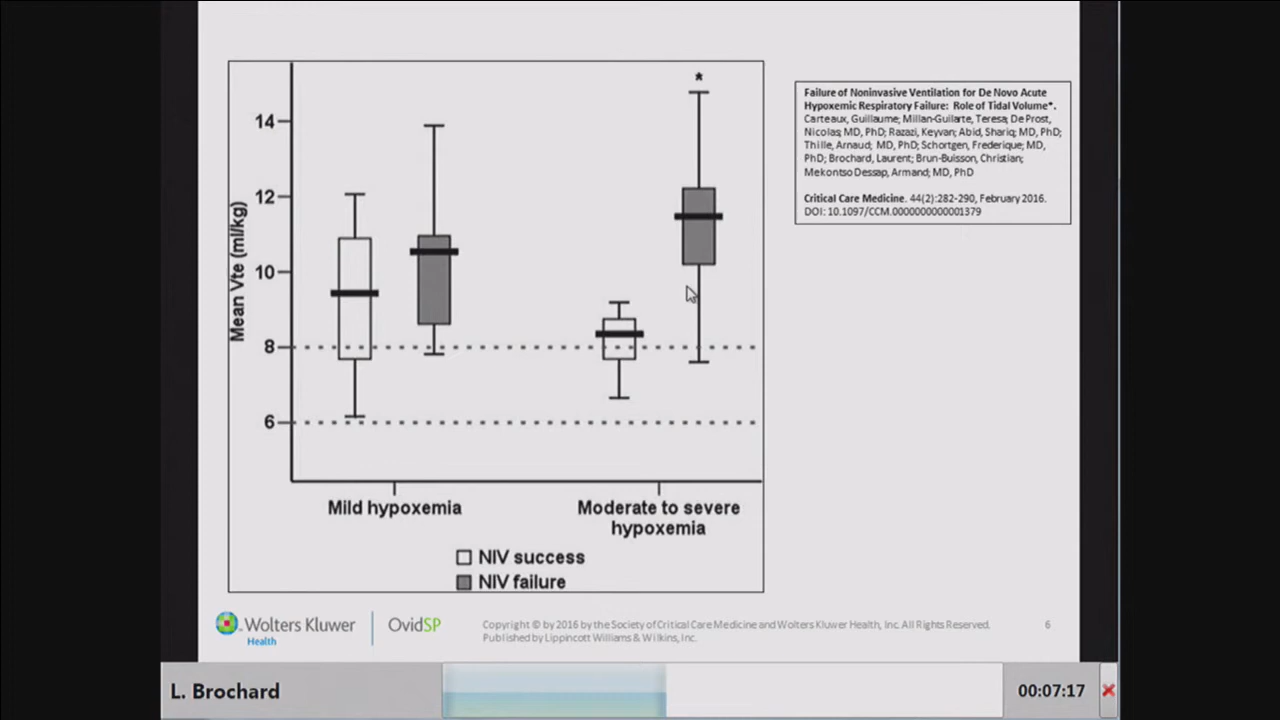 *
14
12
10
8
6
Mean Vte (ml/kg)
Mild hypoxemia
Moderate to severe
hypoxemia
NIV success
NIV failure
Failure of Noninvasive Ventilation for De Novo Acute
Hypoxemic Respiratory Failure: Role of Tidal Volume*.
Carteaux, Guillaume; Millan-Guilarte, Teresa; De Prost,
Nicolas; MD, PhD; Razazi, Keyvan; Abid, Shariq; MD, PhD;
Thille, Arnaud; MD, PhD; Schortgen, Frederique; MD,
PhD; Brochard, Laurent; Brun-Buisson, Christian;
Mekontso Dessap, Armand; MD, PhD
Critical Care Medicine. 44(2):282-290, February 2016.
DOI: 10.1097/CCM.0000000000001379
Wolters Kluwer
Health
OvidSP
Copyright © by 2016 by the Society of Critical Care Medicine and Wolters Kluwer Health, Inc. All Rights Reserved.
Published by Lippincott Williams & Wilkins, Inc.
6
L. Brochard
00:07:17